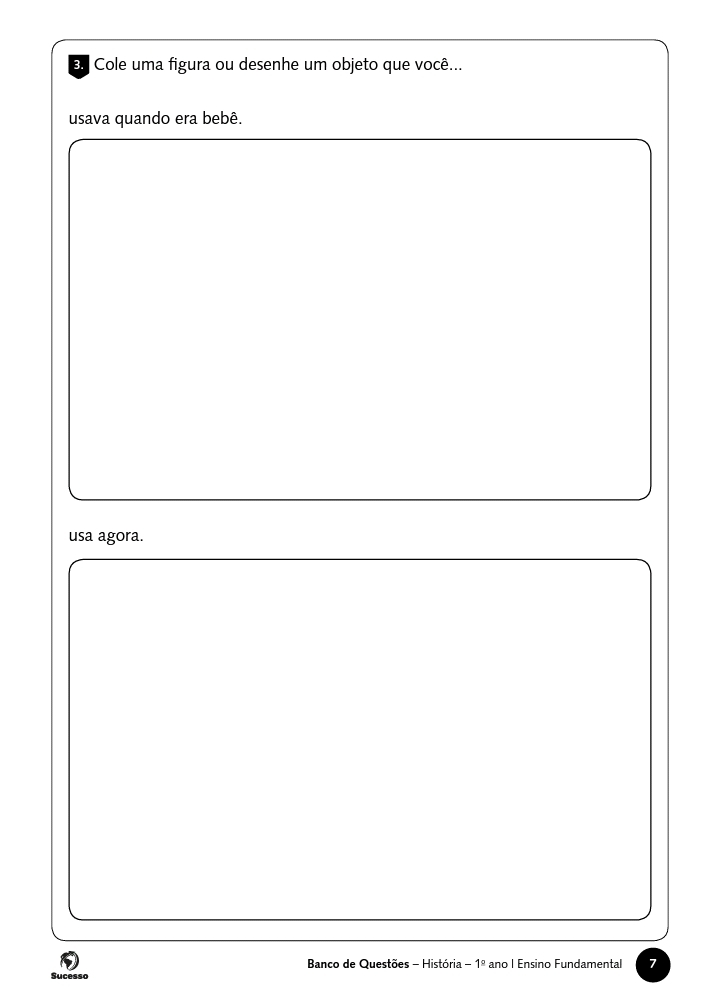 3. Cole uma figura ou desenhe um objeto que você...
usava quando era bebê.
usa agora.
Sucesso
Banco de Questões – História – 1º ano | Ensino Fundamental
7